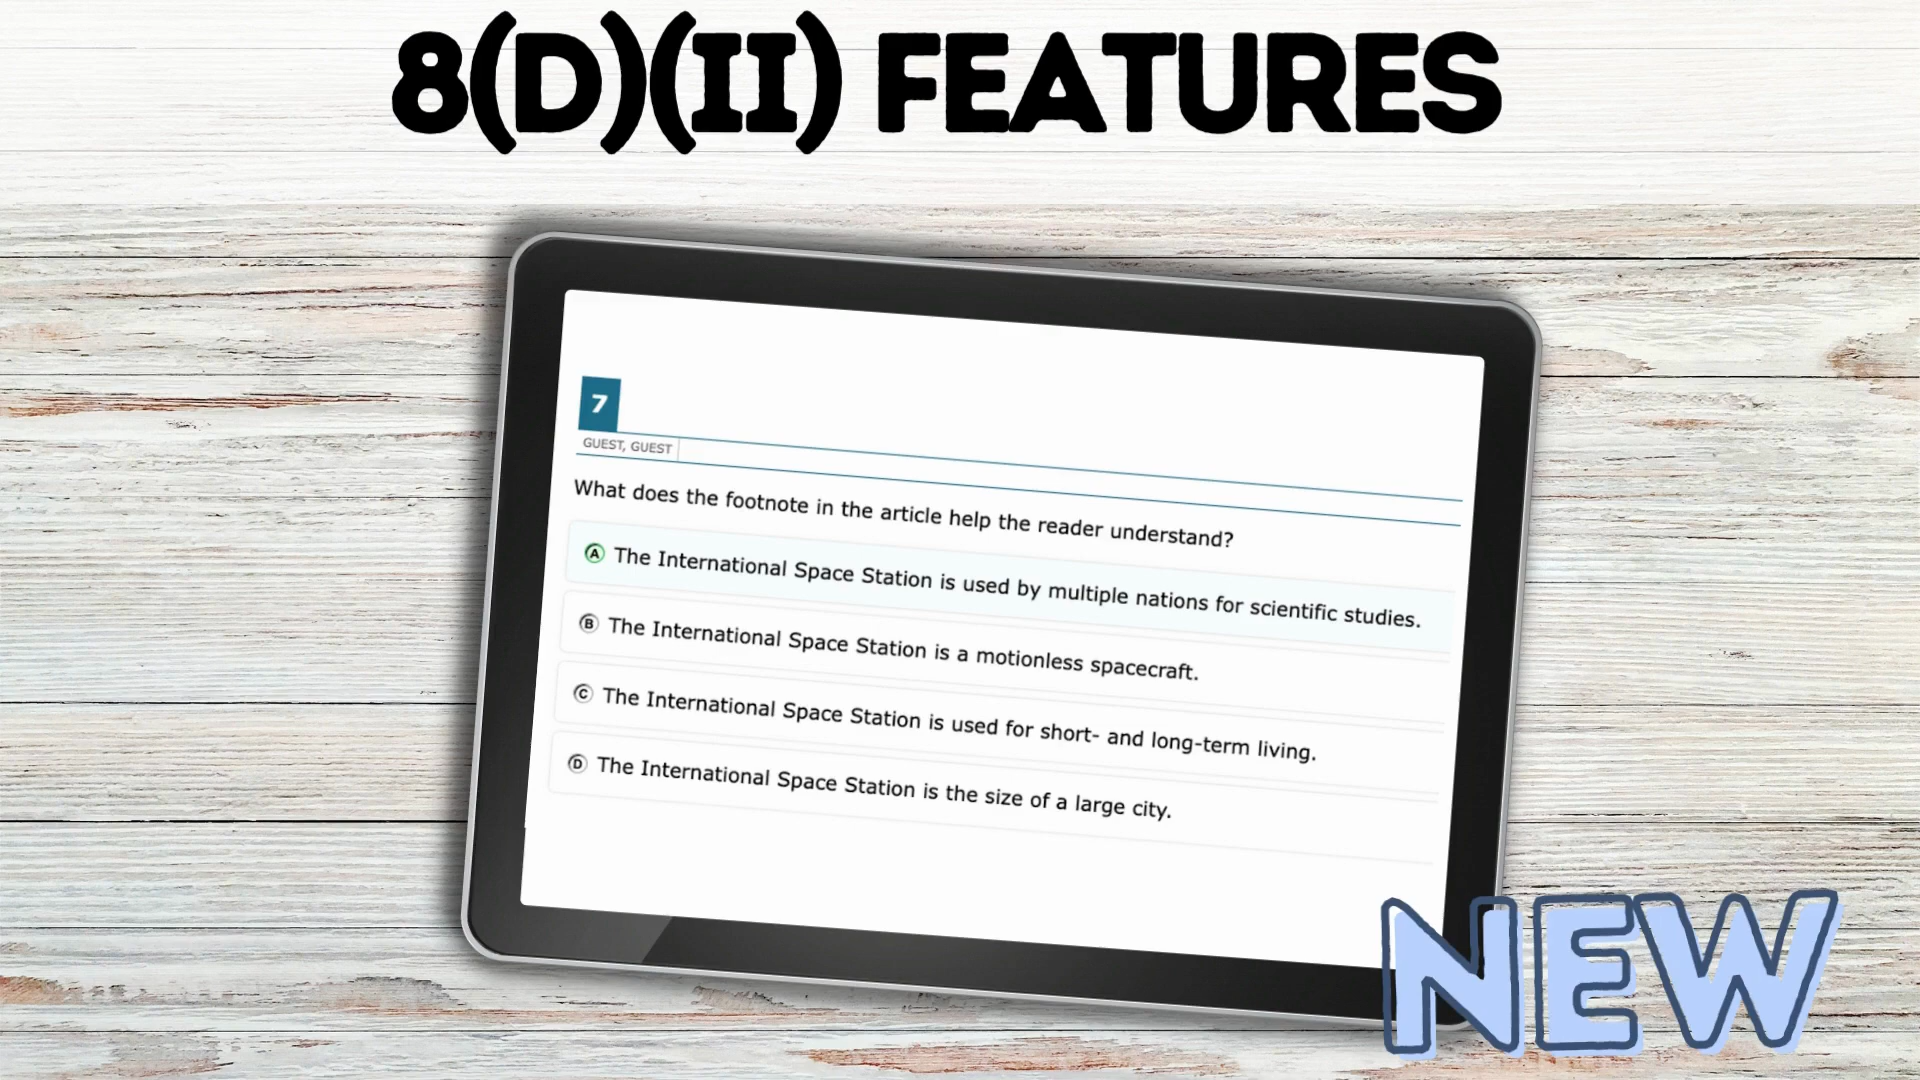 8(D)(II) FEATURES
7
GUEST, GUEST
What does the footnote in the article help the reader understand?
A The International Space Station is used by multiple nations for scientific studies.
B The International Space Station is a motionless spacecraft.
C The International Space Station is used for short- and long-term living.
D The International Space Station is the size of a large city.
NEW